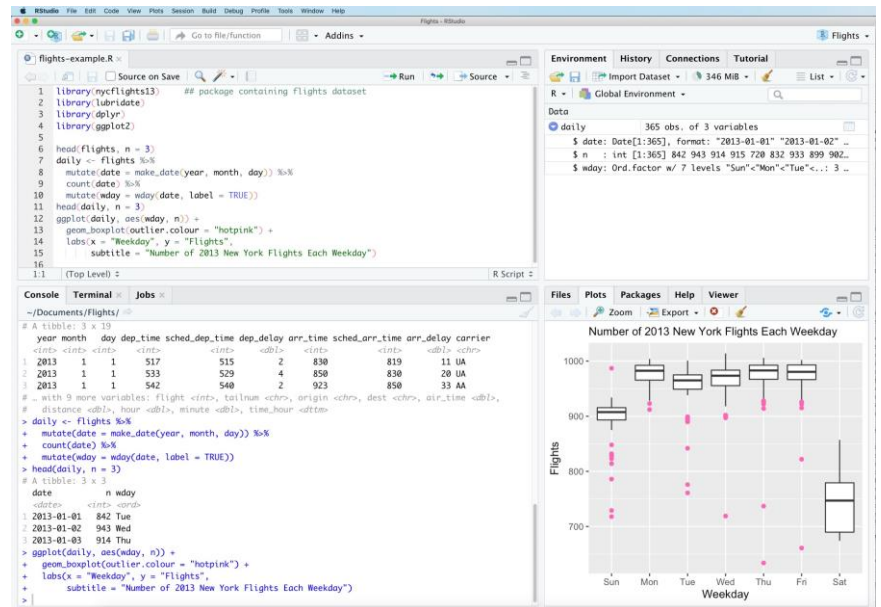 RStudio File Edit Code View Plots Session Build Debug Profile Tools Window Help
Flights - RStudio
Go to file/function Addins Flights
flights-example.R
Source on Save Run Source
1 library(nycflights13) ## package containing flights dataset
2 library(lubridate)
3 library(dplyr)
4 library(ggplot2)
5
6 head(flights, n = 3)
7 daily <- flights %>%
8 mutate(date = make_date(year, month, day)) %>%
9 count(date) %>%
10 mutate(wday = wday(date, label = TRUE))
11 head(daily, n = 3)
12 ggplot(daily, aes(wday, n)) +
13 geom_boxplot(outlier.colour = "hotpink") +
14 labs(x = "Weekday", y = "Flights",
15 subtitle = "Number of 2013 New York Flights Each Weekday")
16
1:1 (Top Level) R Script
Environment History Connections Tutorial
Import Dataset 346 MiB List
R Global Environment
Data
daily 365 obs. of 3 variables
$ date: Date[1:365], format: "2013-01-01" "2013-01-02" …
$ n : int [1:365] 842 943 914 915 720 832 933 899 902…
$ wday: Ord.factor w/ 7 levels "Sun"<"Mon"<"Tue"<..: 3 …
Console Terminal Jobs
~/Documents/Flights/
# A tibble: 3 x 19
year month day dep_time sched_dep_time dep_delay arr_time sched_arr_time arr_delay carrier
<int> <int> <int> <int> <int> <dbl> <int> <int> <dbl> <chr>
1 2013 1 1 517 515 2 830 819 11 UA
2 2013 1 1 533 529 4 850 830 20 UA
3 2013 1 1 542 540 2 923 850 33 AA
# … with 9 more variables: flight <int>, tailnum <chr>, origin <chr>, dest <chr>, air_time <dbl>,
# distance <dbl>, hour <dbl>, minute <dbl>, time_hour <dttm>
> daily <- flights %>%
+ mutate(date = make_date(year, month, day)) %>%
+ count(date) %>%
+ mutate(wday = wday(date, label = TRUE))
> head(daily, n = 3)
# A tibble: 3 x 3
date n wday
<date> <int> <ord>
1 2013-01-01 842 Tue
2 2013-01-02 943 Wed
3 2013-01-03 914 Thu
> ggplot(daily, aes(wday, n)) +
+ geom_boxplot(outlier.colour = "hotpink") +
+ labs(x = "Weekday", y = "Flights",
+ subtitle = "Number of 2013 New York Flights Each Weekday")
>
Files Plots Packages Help Viewer
Zoom Export
Number of 2013 New York Flights Each Weekday
1000
900
800
700
Flights
Sun Mon Tue Wed Thu Fri Sat
Weekday